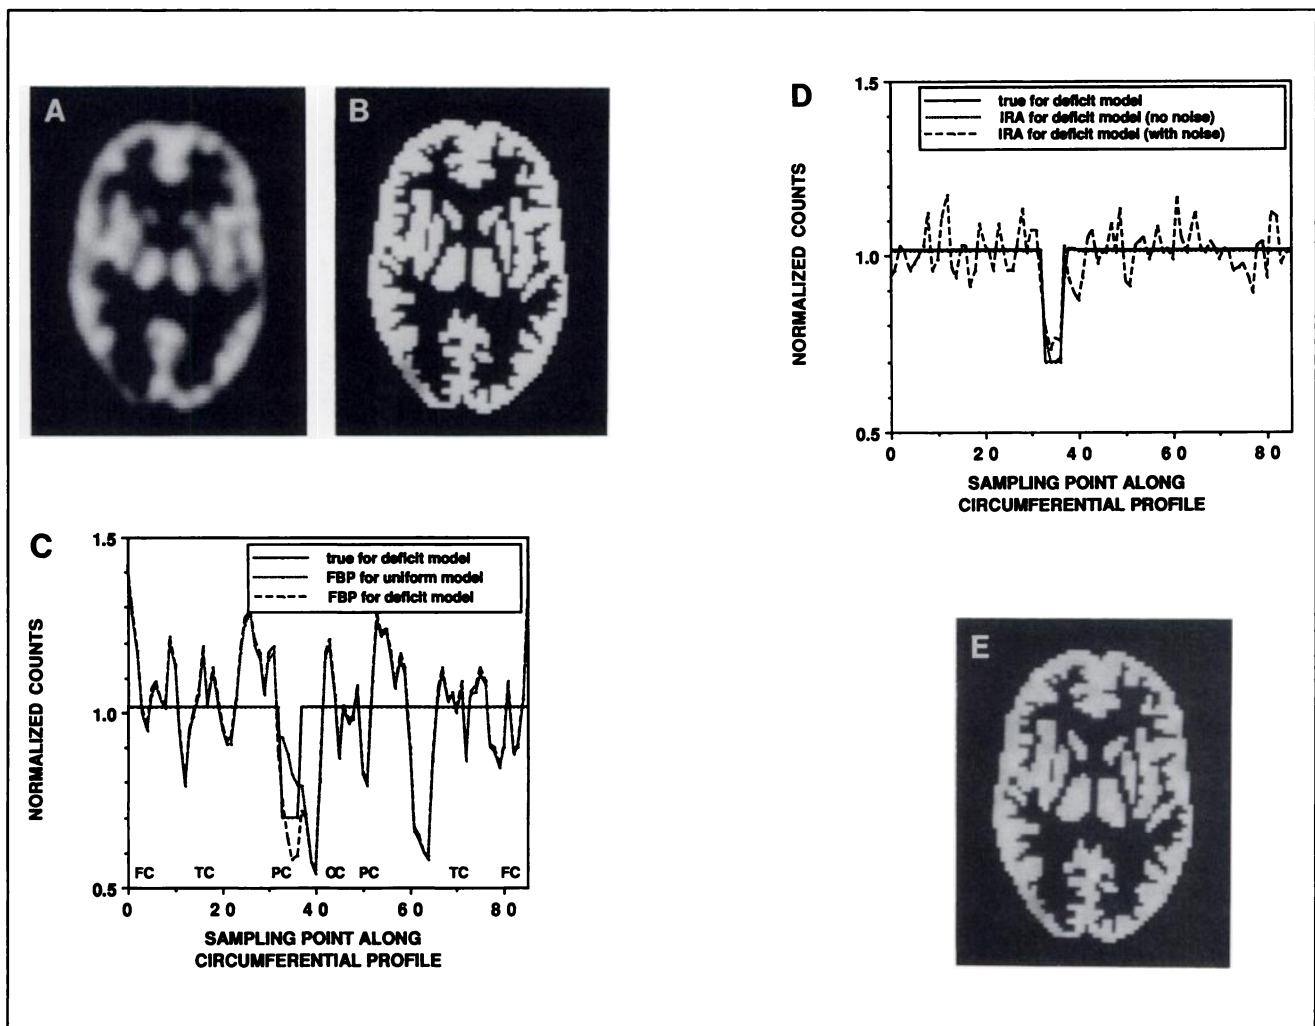 A
B
D
1.5
1.0
0.5
NORMALIZED COUNTS
true for deficit model
IRA for deficit model (no noise)
IRA for deficit model (with noise)
0 20 40 60 80
SAMPLING POINT ALONG
CIRCUMFERENTIAL PROFILE
C
1.5
1.0
0.5
NORMALIZED COUNTS
true for deficit model
FBP for uniform model
FBP for deficit model
FC TC PC OC PC TC FC
0 20 40 60 80
SAMPLING POINT ALONG
CIRCUMFERENTIAL PROFILE
E